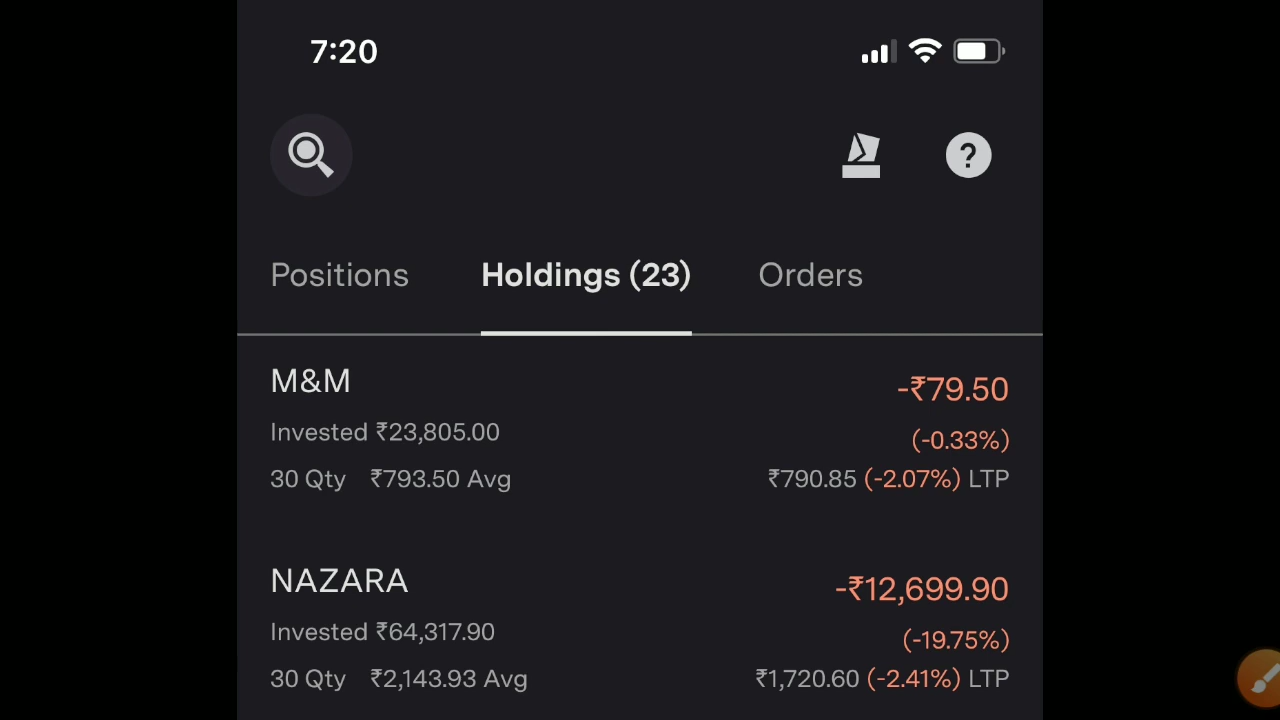 7:20
?
Positions Holdings (23) Orders
M&M -₹79.50
Invested ₹23,805.00 (-0.33%)
30 Qty ₹793.50 Avg ₹790.85 (-2.07%) LTP
NAZARA -₹12,699.90
Invested ₹64,317.90 (-19.75%)
30 Qty ₹2,143.93 Avg ₹1,720.60 (-2.41%) LTP